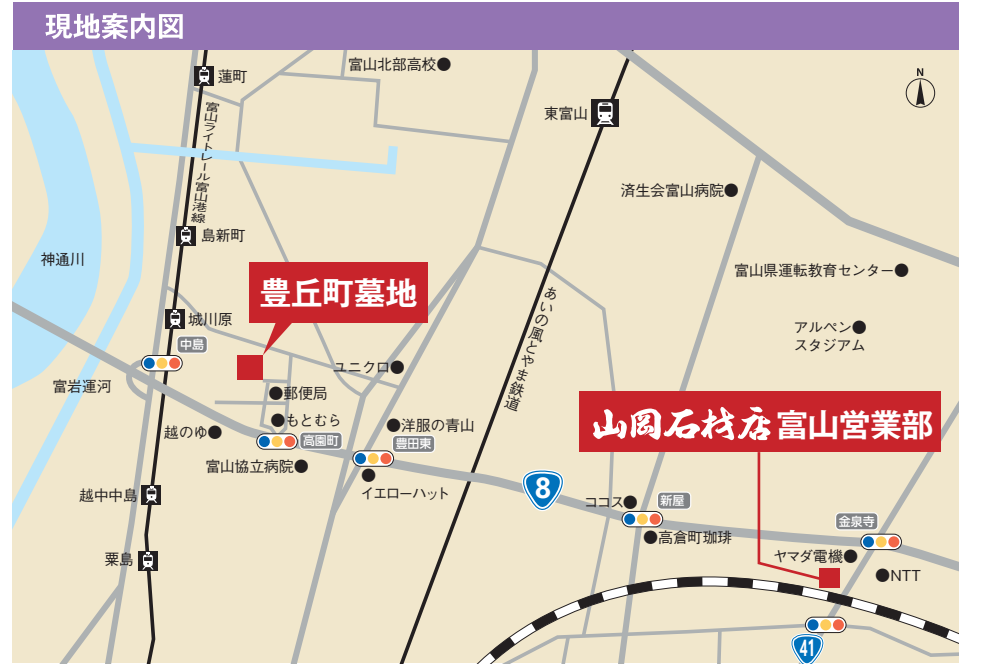 現地案内図
富山北部高校
N
蓮町
東富山
富山ライトレール富山港線
済生会富山病院
島新町
神通川
富山県運転教育センター
豊丘町墓地
あいの風とやま鉄道
城川原
アルペン
スタジアム
中島
ユニクロ
富岩運河
郵便局
山岡石材店 富山営業部
もとむら
洋服の青山
越のゆ
高園町
豊田東
富山協立病院
イエローハット
8
越中中島
ココス
新屋
金泉寺
高倉町珈琲
粟島
ヤマダ電機
NTT
41